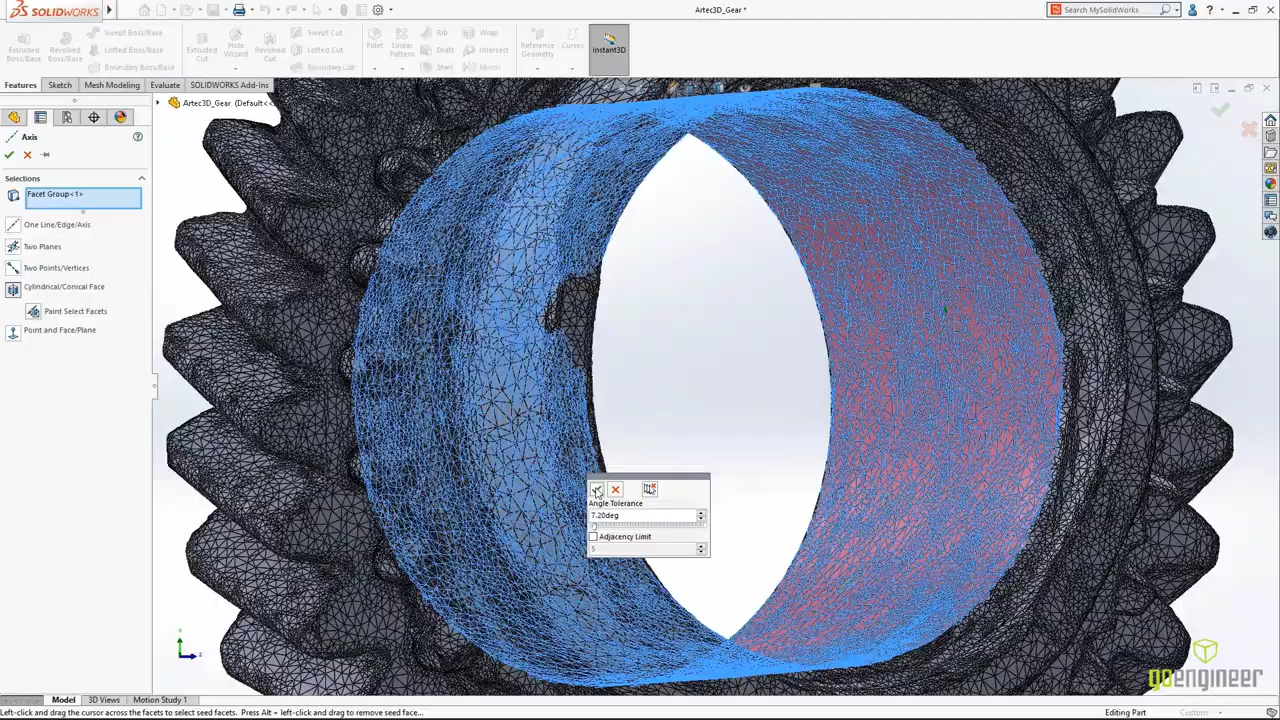 SOLIDWORKS
Artec3D_Gear *
Search MySolidWorks
Extruded Boss/Base
Revolved Boss/Base
Swept Boss/Base
Lofted Boss/Base
Boundary Boss/Base
Extruded Cut
Hole Wizard
Revolved Cut
Swept Cut
Lofted Cut
Boundary Cut
Fillet
Linear Pattern
Rib
Draft
Shell
Wrap
Intersect
Mirror
Reference Geometry
Curves
Instant3D
Features
Sketch
Mesh Modeling
Evaluate
SOLIDWORKS Add-Ins
Artec3D_Gear (Default<<
Axis
Selections
Facet Group<1>
One Line/Edge/Axis
Two Planes
Two Points/Vertices
Cylindrical/Conical Face
Paint Select Facets
Point and Face/Plane
Angle Tolerance
7.20deg
Adjacency Limit
5
Y
Z
goengineer
Model
3D Views
Motion Study 1
Left-click and drag the cursor across the facets to select seed facets. Press Alt + left-click and drag to remove seed face...
Editing Part
Custom